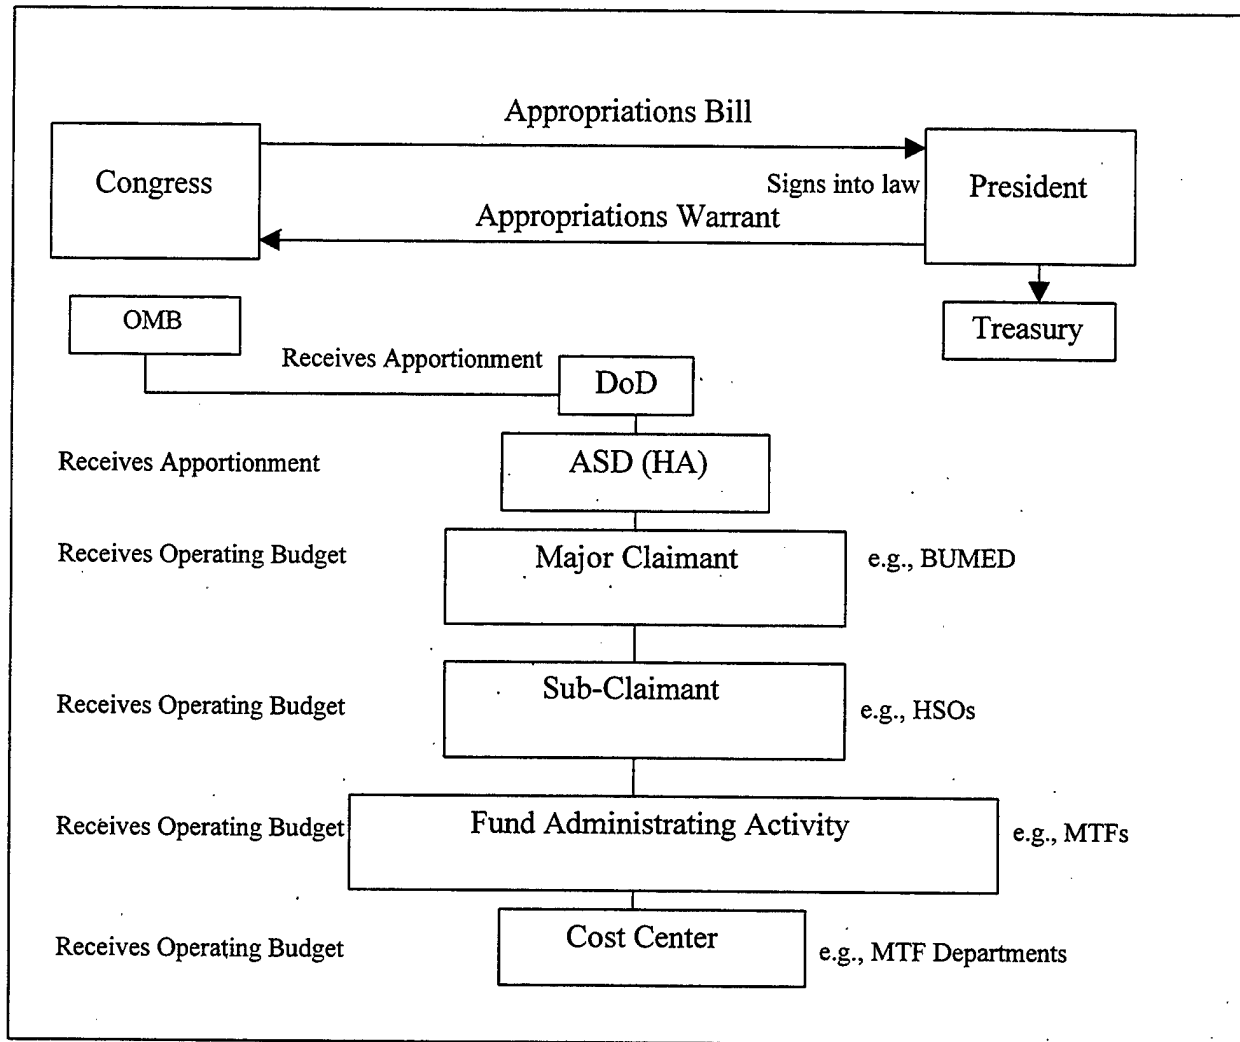 Appropriations Bill
Congress
Signs into law
President
Appropriations Warrant
OMB
Treasury
Receives Apportionment
DoD
Receives Apportionment
ASD (HA)
Receives Operating Budget
Major Claimant
e.g., BUMED
Receives Operating Budget
Sub-Claimant
e.g., HSOs
Receives Operating Budget
Fund Administrating Activity
e.g., MTFs
Receives Operating Budget
Cost Center
e.g., MTF Departments